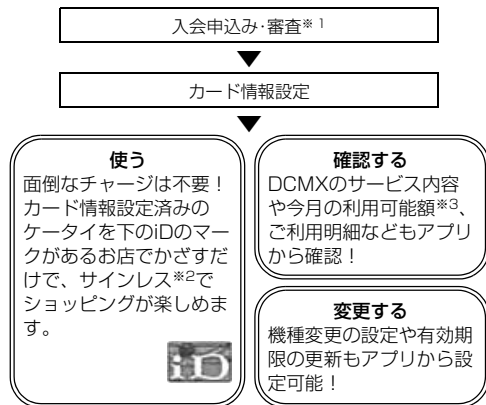 入会申込み･審査※1
カード情報設定
使う
面倒なチャージは不要！
カード情報設定済みの
ケータイを下のiDのマー
クがあるお店でかざすだ
けで、サインレス※2で
ショッピングが楽しめま
す。
iD
確認する
DCMXのサービス内容
や今月の利用可能額※3、
ご利用明細などもアプリ
から確認！
変更する
機種変更の設定や有効期
限の更新もアプリから設
定可能！